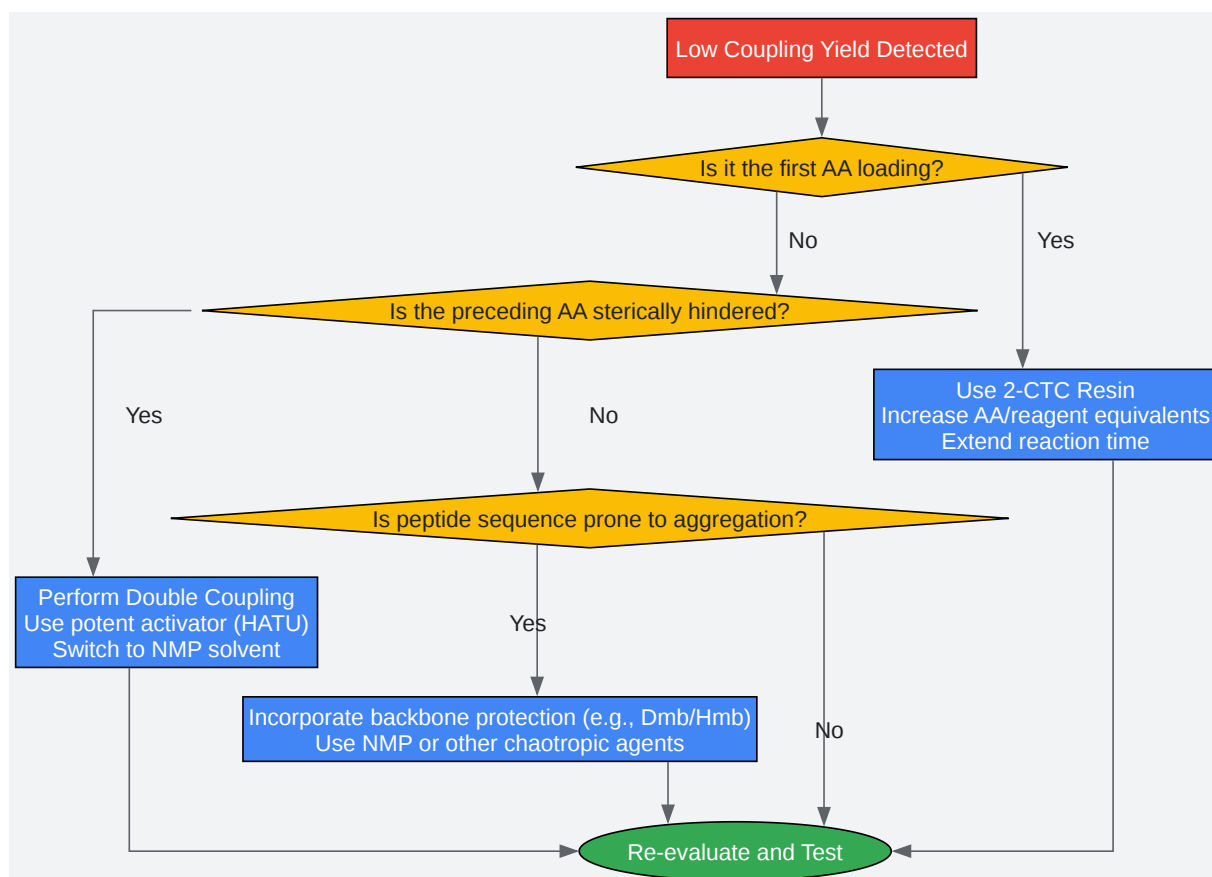 Low Coupling Yield Detected
Is it the first AA loading?
No
Yes
Is the preceding AA sterically hindered?
Use 2-CTC Resin
Increase AA/reagent equivalents
Extend reaction time
Yes
No
Is peptide sequence prone to aggregation?
Perform Double Coupling
Use potent activator (HATU)
Switch to NMP solvent
Yes
Incorporate backbone protection (e.g., Dmb/Hmb)
Use NMP or other chaotropic agents
No
Re-evaluate and Test